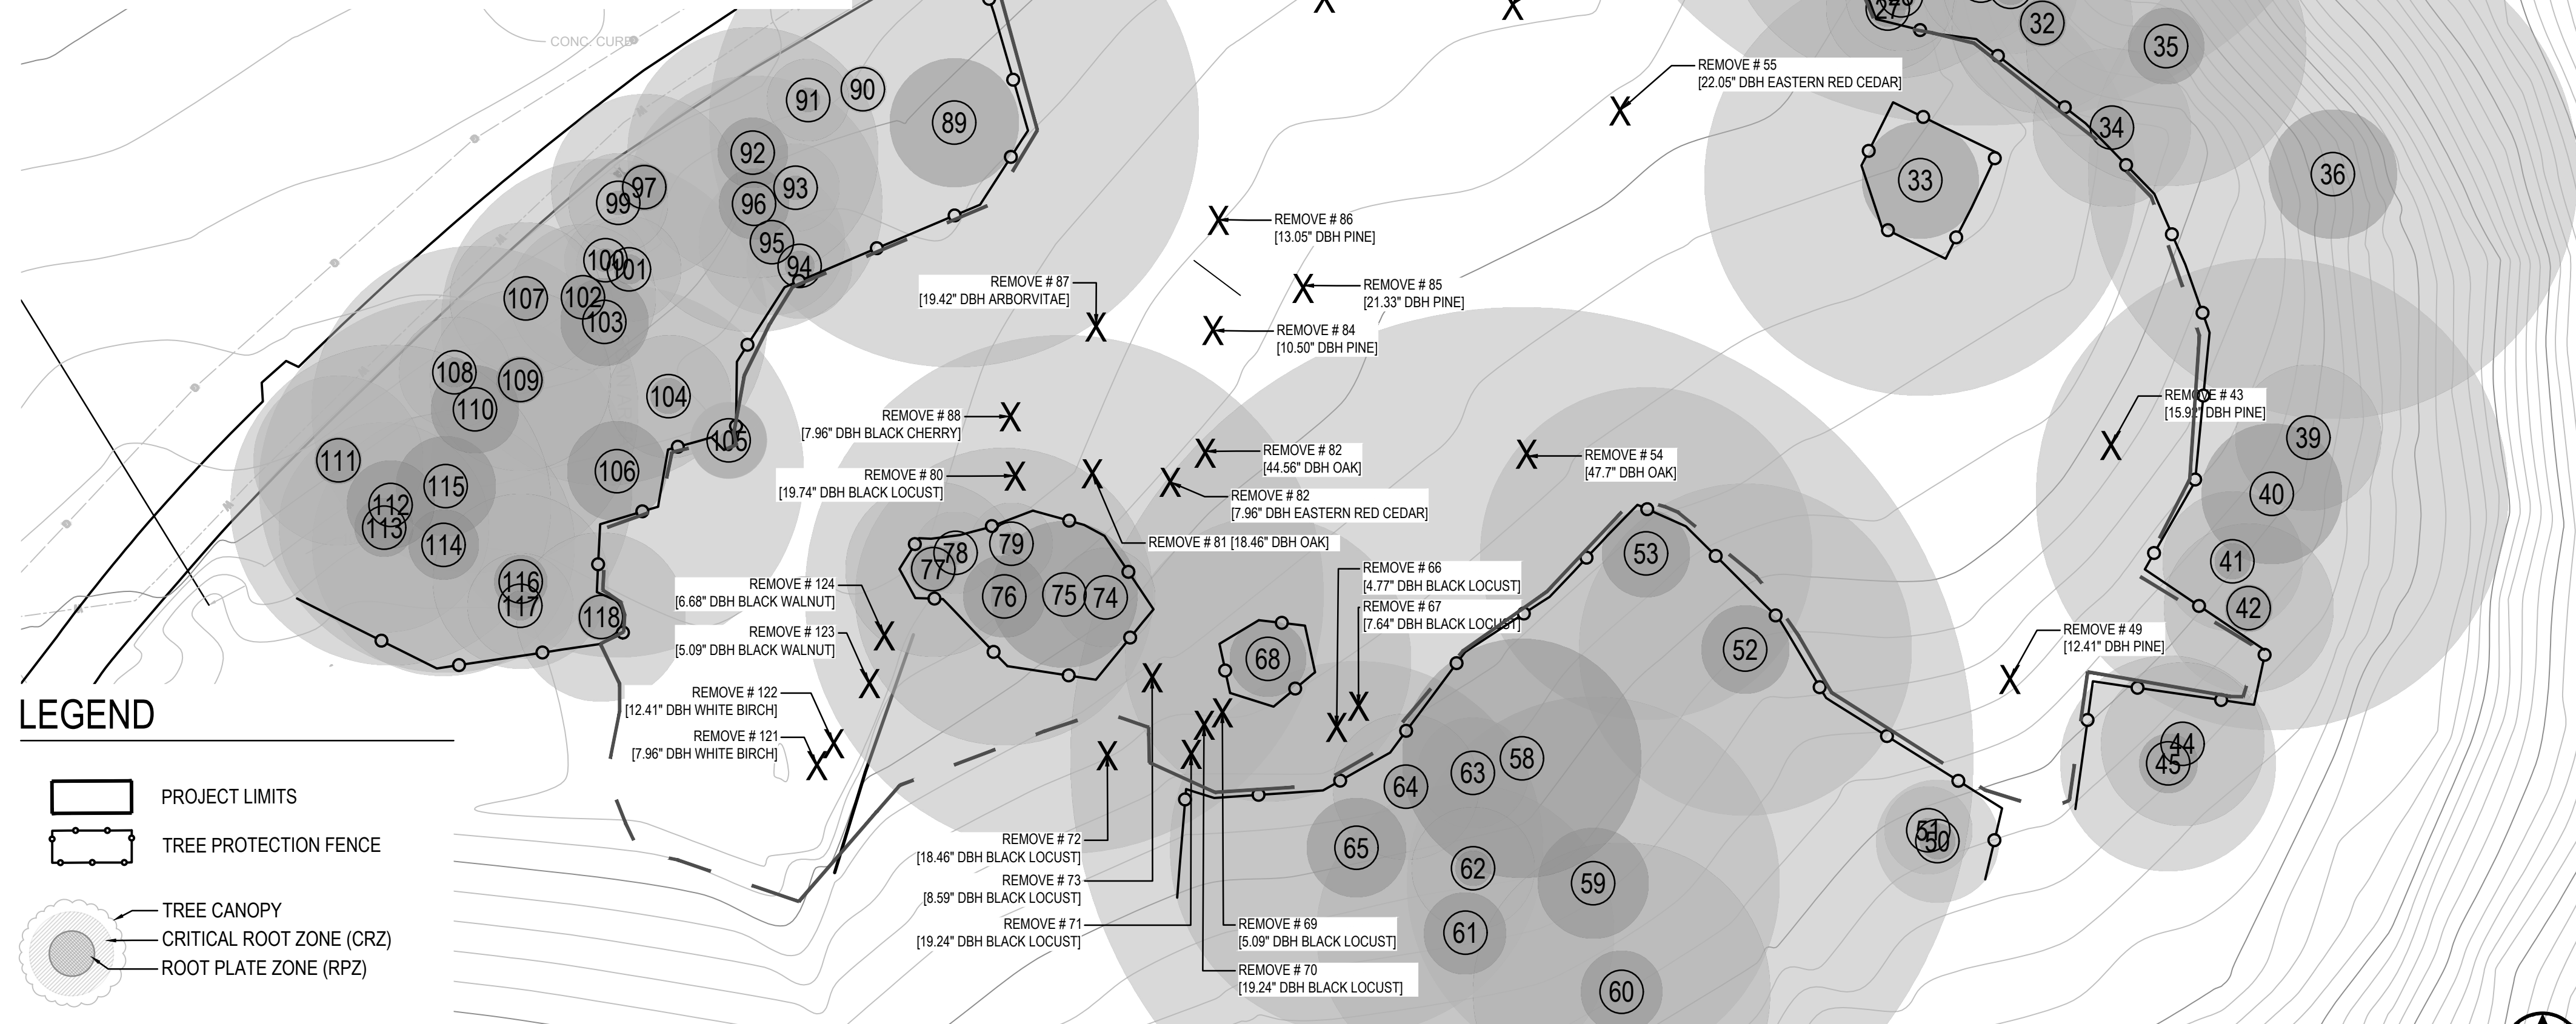 CONC. CURB
27
32
35
90
91
89
REMOVE # 55
[22.05" DBH EASTERN RED CEDAR]
34
92
33
36
97
93
99
96
REMOVE # 86
[13.05" DBH PINE]
95
94
100
101
REMOVE # 87
[19.42" DBH ARBORVITAE]
REMOVE # 85
[21.33" DBH PINE]
107
102
103
REMOVE # 84
[10.50" DBH PINE]
108
109
110
104
REMOVE # 43
[15.92" DBH PINE]
REMOVE # 88
[7.96" DBH BLACK CHERRY]
105
39
REMOVE # 82
[44.56" DBH OAK]
REMOVE # 54
[47.7" DBH OAK]
111
106
REMOVE # 80
[19.74" DBH BLACK LOCUST]
115
REMOVE # 82
[7.96" DBH EASTERN RED CEDAR]
40
112
113
114
REMOVE # 81 [18.46" DBH OAK]
79
78
77
53
41
REMOVE # 66
[4.77" DBH BLACK LOCUST]
116
117
118
REMOVE # 124
[6.68" DBH BLACK WALNUT]
76
75
74
REMOVE # 67
[7.64" DBH BLACK LOCUST]
42
REMOVE # 123
[5.09" DBH BLACK WALNUT]
68
52
REMOVE # 49
[12.41" DBH PINE]
REMOVE # 122
[12.41" DBH WHITE BIRCH]
REMOVE # 121
[7.96" DBH WHITE BIRCH]
44
45
58
63
64
LEGEND
PROJECT LIMITS
TREE PROTECTION FENCE
TREE CANOPY
CRITICAL ROOT ZONE (CRZ)
ROOT PLATE ZONE (RPZ)
51
50
65
REMOVE # 72
[18.46" DBH BLACK LOCUST]
62
59
REMOVE # 73
[8.59" DBH BLACK LOCUST]
REMOVE # 71
[19.24" DBH BLACK LOCUST]
REMOVE # 69
[5.09" DBH BLACK LOCUST]
61
REMOVE # 70
[19.24" DBH BLACK LOCUST]
60